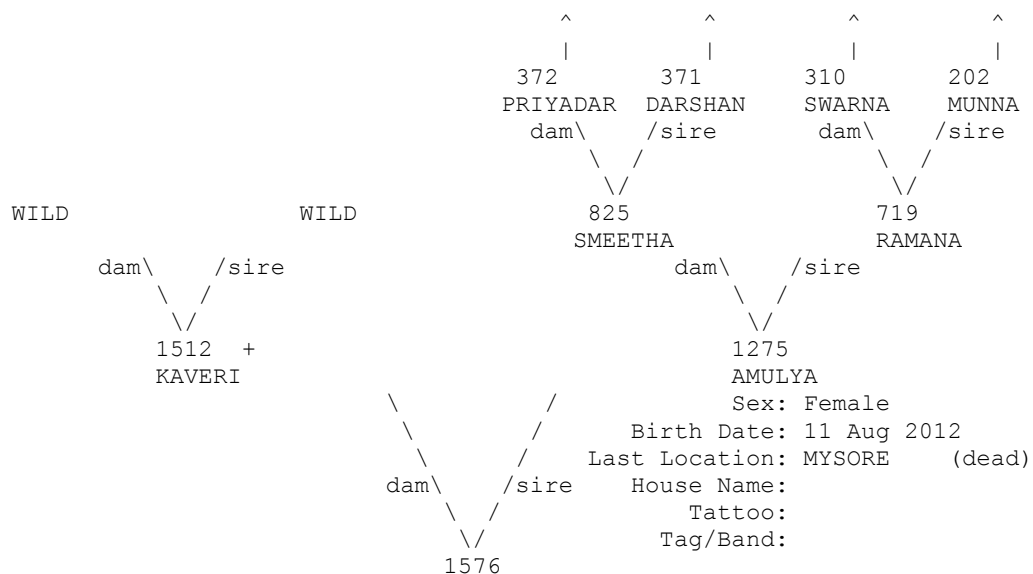 ^ ^ ^ ^
| | | |
372 371 310 202
PRIYADAR DARSHAN SWARNA MUNNA
dam\ /sire dam\ /sire
\ / \ /
\/ \/
WILD WILD 825 719
SMEETHA RAMANA
dam\ /sire dam\ /sire
\ / \ /
\/ \/
1512 + 1275
KAVERI AMULYA
\ / Sex: Female
\ / Birth Date: 11 Aug 2012
\ / Last Location: MYSORE (dead)
dam\ /sire House Name:
\ / Tattoo:
\/ Tag/Band:
1576